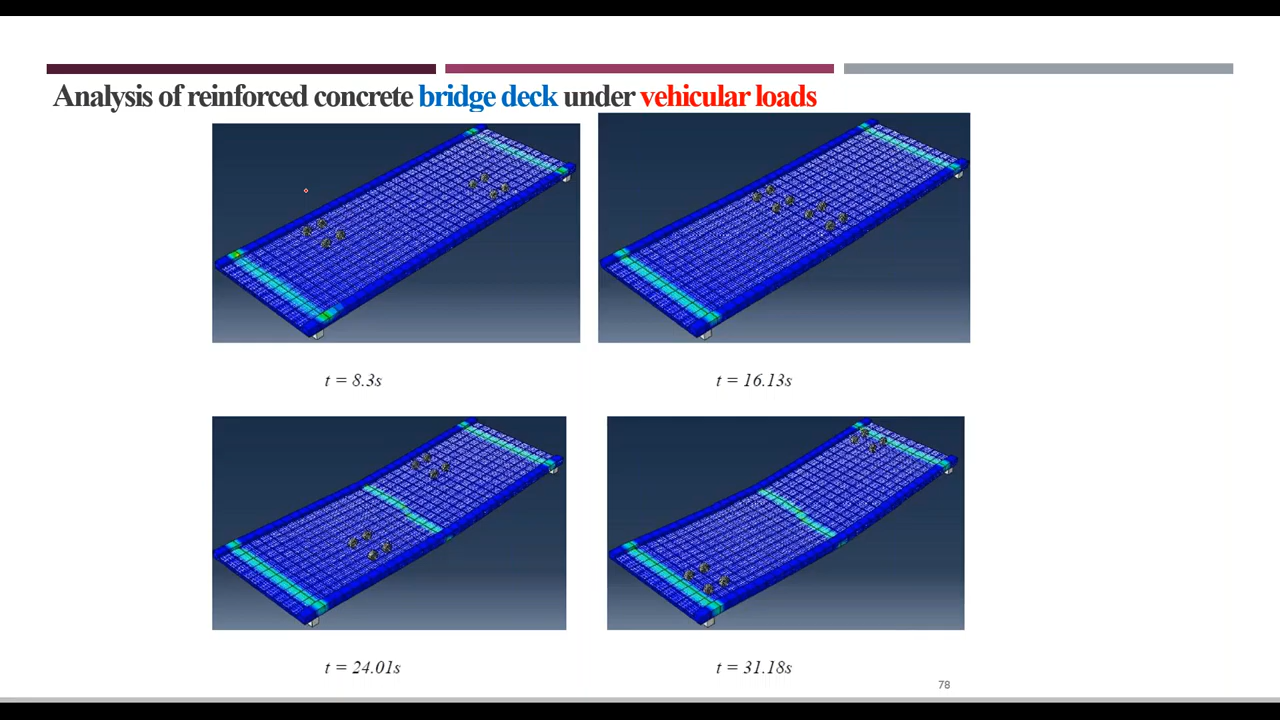 Analysis of reinforced concrete bridge deck under vehicular loads
t = 8.3s
t = 16.13s
t = 24.01s
t = 31.18s
78